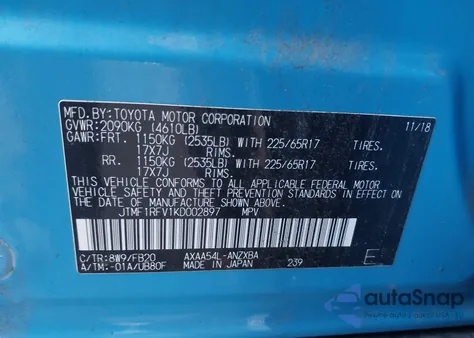 MFD.BY:TOYOTA MOTOR CORPORATION 11/18
GVWR:2090KG (4610LB)
GAWR:FRT. 1150KG (2535LB) WITH 225/65R17 TIRES.
17X7J RIMS.
RR. 1150KG (2535LB) WITH 225/65R17 TIRES.
17X7J RIMS.
THIS VEHICLE CONFORMS TO ALL APPLICABLE FEDERAL MOTOR
VEHICLE SAFETY AND THEFT PREVENTION STANDARDS IN EFFECT ON
THE DATE OF MANUFACTURE SHOWN ABOVE.
JTMF1RFV1KD002897 MPV
C/TR:8W9/FB20 AXAA54L-ANZXBA E
A/TM:-01A/UB80F MADE IN JAPAN 239
autoSnap